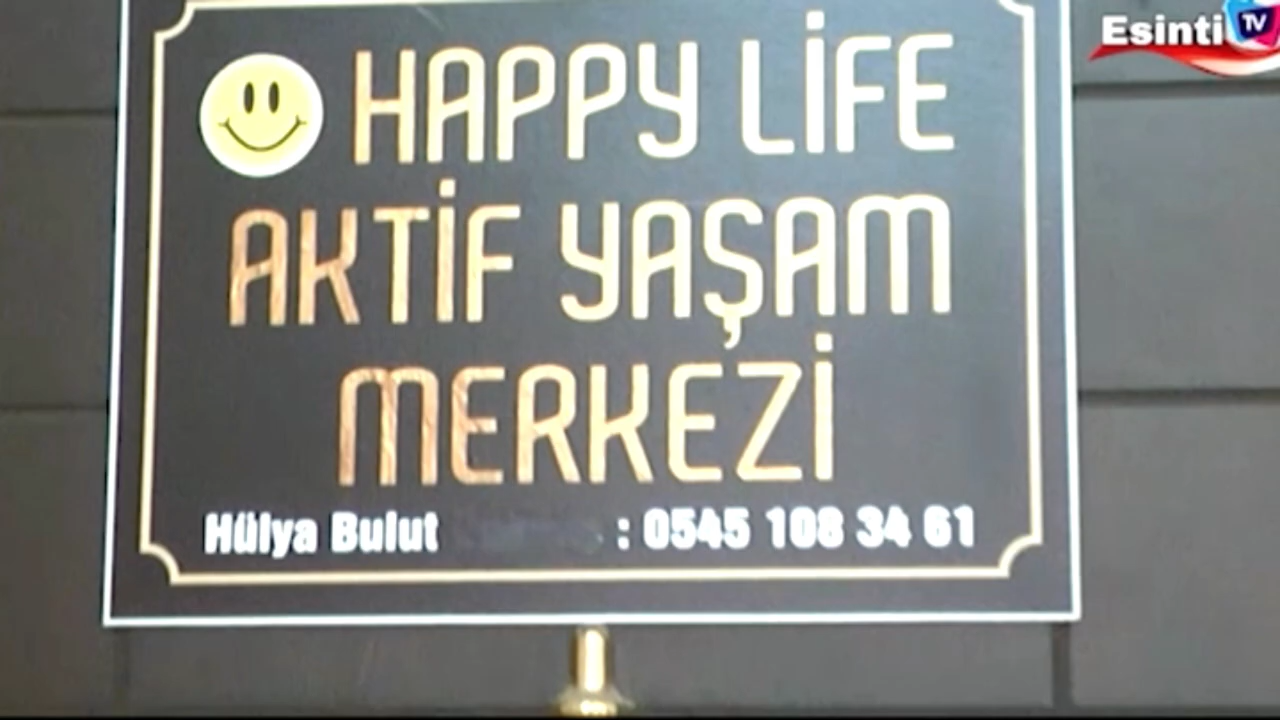 Esinti TV
HAPPY LİFE
AKTİF YAŞAM
MERKEZİ
Hülya Bulut : 0545 108 34 61